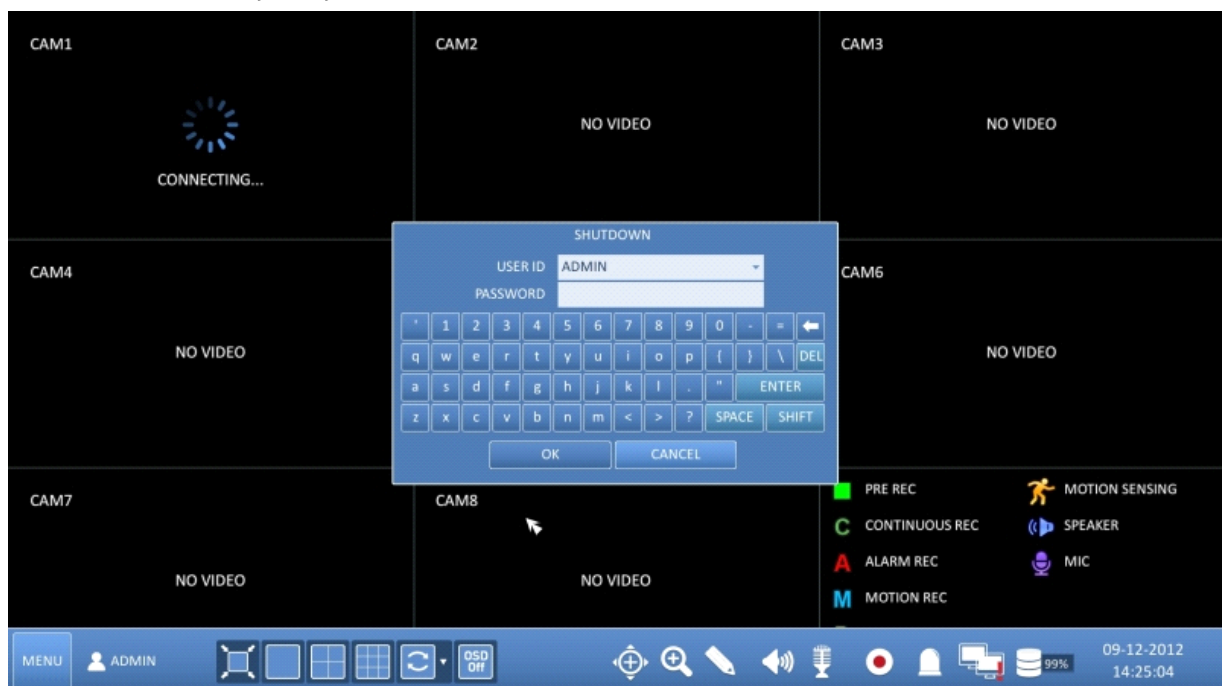 CAM1
CAM2
CAM3
NO VIDEO
NO VIDEO
CONNECTING...
SHUTDOWN
USER ID ADMIN
PASSWORD
' 1 2 3 4 5 6 7 8 9 0 - =
q w e r t y u i o p { } \ DEL
a s d f g h j k l . " ENTER
z x c v b n m < > ? SPACE SHIFT
OK CANCEL
CAM4
CAM6
NO VIDEO
NO VIDEO
CAM7
CAM8
NO VIDEO
NO VIDEO
PRE REC
MOTION SENSING
C CONTINUOUS REC
SPEAKER
A ALARM REC
MIC
M MOTION REC
MENU
ADMIN
OSD
Off
99%
09-12-2012
14:25:04